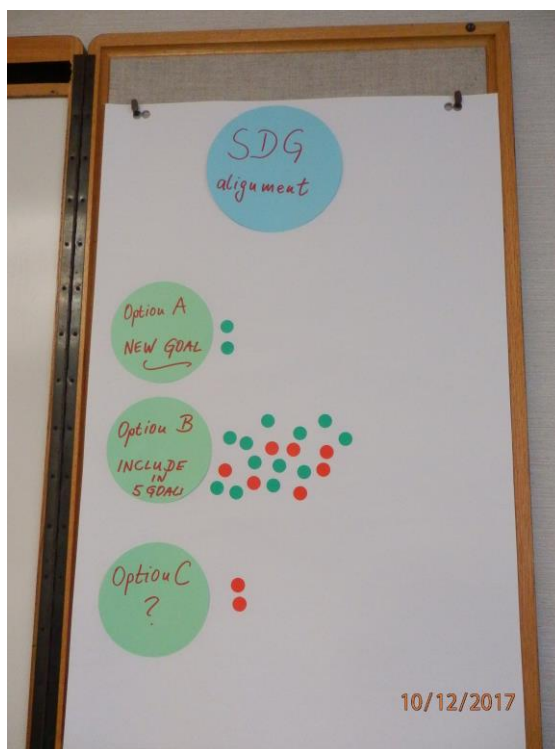 SDG
alignment
Option A
NEW GOAL
Option B
INCLUDE
IN
5 GOALS
Option C
?
10/12/2017